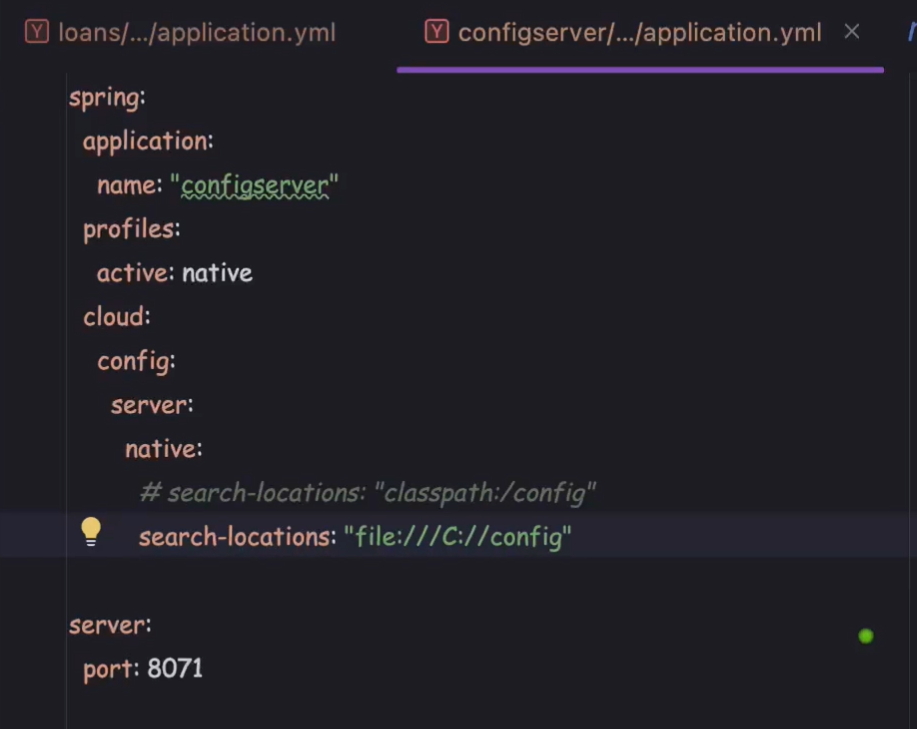 loans/.../application.yml
configserver/.../application.yml
spring:
application:
name: "configserver"
profiles:
active: native
cloud:
config:
server:
native:
# search-locations: "classpath:/config"
search-locations: "file:///C://config"
server:
port: 8071